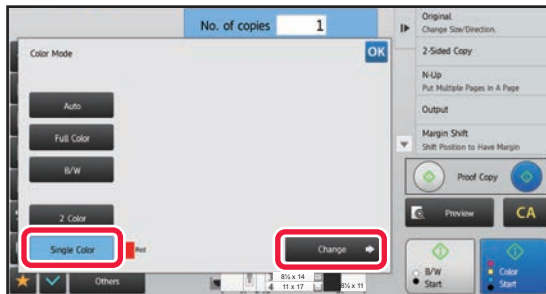 No. of copies 1
Original
Change Size/Direction.
2-Sided Copy
N-Up
Put Multiple Pages in A Page
Output
Margin Shift
Shift Position to Have Margin
Color Mode
OK
Auto
Full Color
B/W
2 Color
Single Color
Red
Change
Proof Copy
Preview
CA
B/W
Start
Color
Start
Others
3 8½ x 14
4 11 x 17
8½ x 11